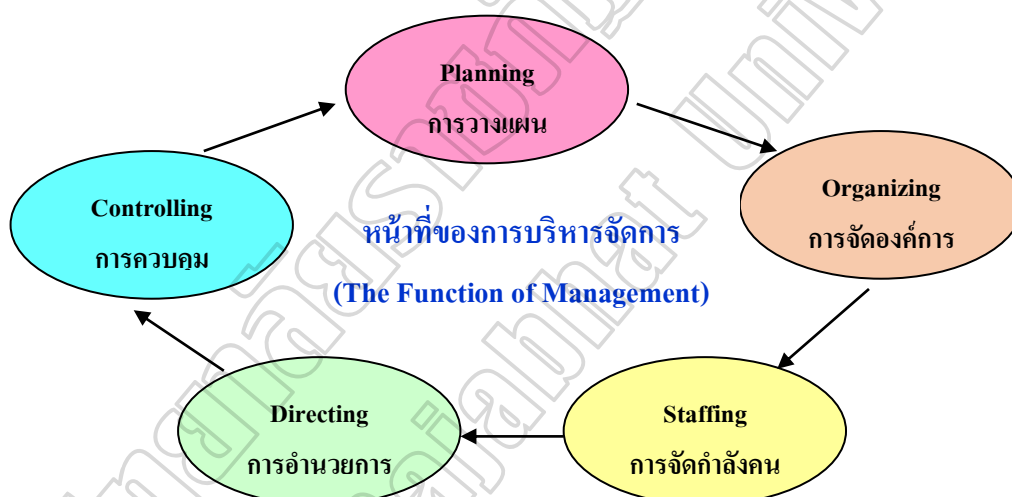 Planning
การวางแผน
Organizing
การจัดองค์การ
Controlling
การควบคุม
หน้าที่ของการบริหารจัดการ
(The Function of Management)
Directing
การอำนวยการ
Staffing
การจัดกำลังคน